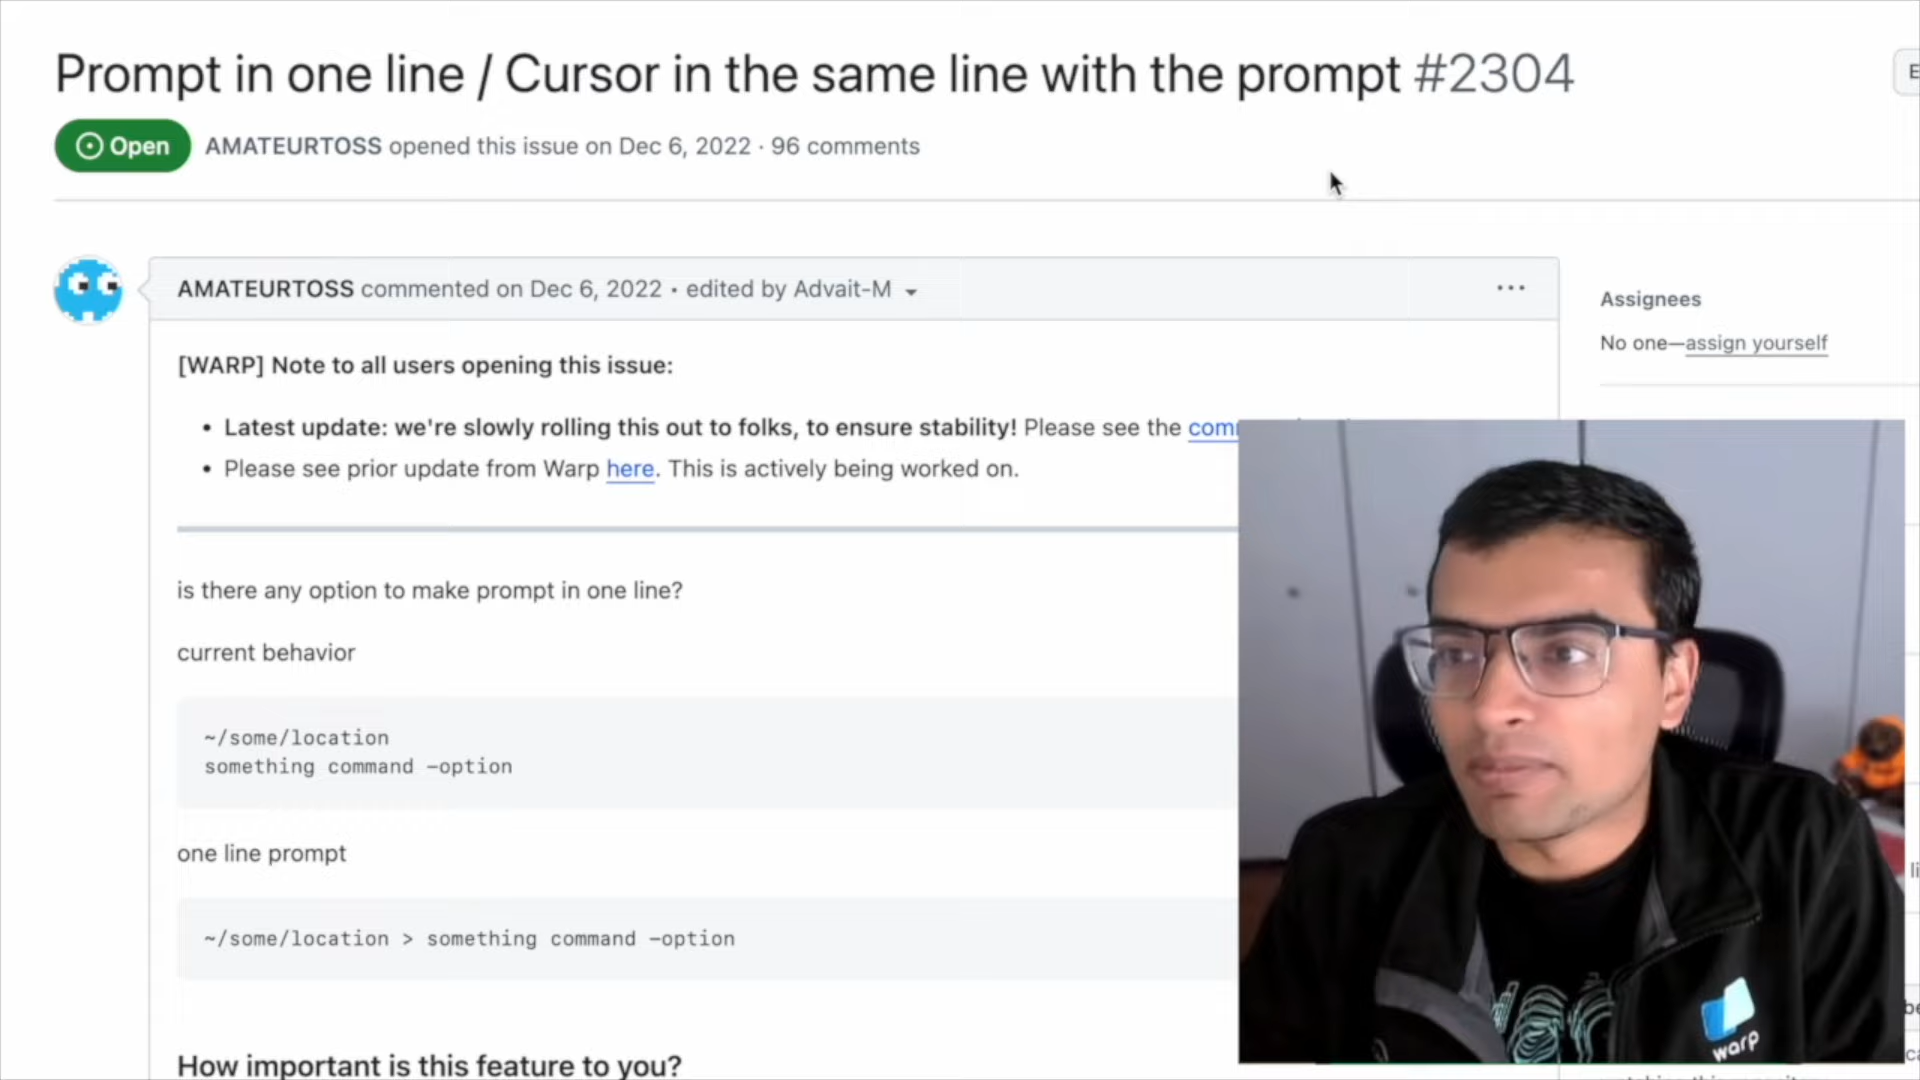 Prompt in one line / Cursor in the same line with the prompt #2304
Open AMATEURTOSS opened this issue on Dec 6, 2022 · 96 comments
AMATEURTOSS commented on Dec 6, 2022 • edited by Advait-M
Assignees
No one—assign yourself
[WARP] Note to all users opening this issue:
• Latest update: we're slowly rolling this out to folks, to ensure stability! Please see the
• Please see prior update from Warp here. This is actively being worked on.
is there any option to make prompt in one line?
current behavior
~/some/location
something command –option
one line prompt
~/some/location > something command –option
How important is this feature to you?
warp